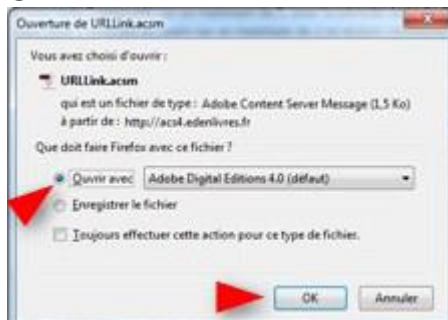 Ouverture de URLLink.acsm
Vous avez choisi d'ouvrir :
URLLink.acsm
qui est un fichier de type : Adobe Content Server Message (1,5 Ko)
à partir de : http://acs4.edenlivres.fr
Que doit faire Firefox avec ce fichier ?
Ouvrir avec Adobe Digital Editions 4.0 (défaut)
Enregistrer le fichier
Toujours effectuer cette action pour ce type de fichier.
OK Annuler